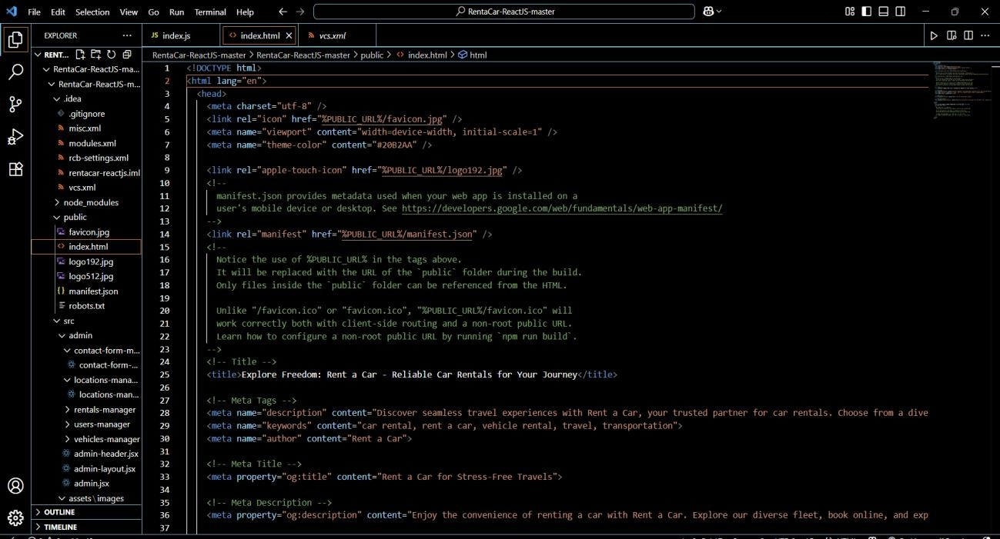 File Edit Selection View Go Run Terminal Help RentaCar-ReactJS-master
EXPLORER
JS index.js index.html vcs.xml
RENT...
RentaCar-ReactJS-ma...
RentaCar-ReactJS-m...
.idea
.gitignore
misc.xml
modules.xml
rcb-settings.xml
rentacar-reactjs.iml
vcs.xml
node_modules
public
favicon.jpg
index.html
logo192.jpg
logo512.jpg
manifest.json
robots.txt
src
admin
contact-form-m...
contact-form-...
locations-mana...
locations-man...
rentals-manager
users-manager
vehicles-manager
admin-header.jsx
admin-layout.jsx
admin.jsx
assets\images
OUTLINE
TIMELINE
RentaCar-ReactJS-master > RentaCar-ReactJS-master > public > index.html > html
1 <!DOCTYPE html>
2 <html lang="en">
3 <head>
4 <meta charset="utf-8" />
5 <link rel="icon" href="%PUBLIC_URL%/favicon.jpg" />
6 <meta name="viewport" content="width=device-width, initial-scale=1" />
7 <meta name="theme-color" content="#20B2AA" />
8
9 <link rel="apple-touch-icon" href="%PUBLIC_URL%/logo192.jpg" />
10 <!--
11 manifest.json provides metadata used when your web app is installed on a
12 user's mobile device or desktop. See https://developers.google.com/web/fundamentals/web-app-manifest/
13 -->
14 <link rel="manifest" href="%PUBLIC_URL%/manifest.json" />
15 <!--
16 Notice the use of %PUBLIC_URL% in the tags above.
17 It will be replaced with the URL of the `public` folder during the build.
18 Only files inside the `public` folder can be referenced from the HTML.
19
20 Unlike "/favicon.ico" or "favicon.ico", "%PUBLIC_URL%/favicon.ico" will
21 work correctly both with client-side routing and a non-root public URL.
22 Learn how to configure a non-root public URL by running `npm run build`.
23 -->
24 <!-- Title -->
25 <title>Explore Freedom: Rent a Car - Reliable Car Rentals for Your Journey</title>
26
27 <!-- Meta Tags -->
28 <meta name="description" content="Discover seamless travel experiences with Rent a Car, your trusted partner for car rentals. Choose from a dive
29 <meta name="keywords" content="car rental, rent a car, vehicle rental, travel, transportation">
30 <meta name="author" content="Rent a Car">
31
32 <!-- Meta Title -->
33 <meta property="og:title" content="Rent a Car for Stress-Free Travels">
34
35 <!-- Meta Description -->
36 <meta property="og:description" content="Enjoy the convenience of renting a car with Rent a Car. Explore our diverse fleet, book online, and exp
37